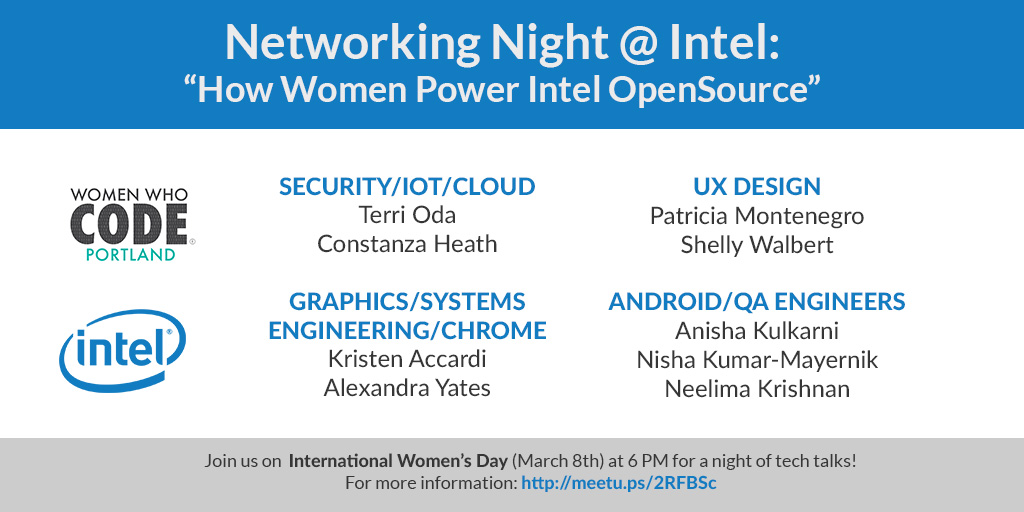 Networking Night @ Intel:
“How Women Power Intel OpenSource”
WOMEN WHO
CODE®
PORTLAND
intel®
SECURITY/IOT/CLOUD
Terri Oda
Constanza Heath
UX DESIGN
Patricia Montenegro
Shelly Walbert
GRAPHICS/SYSTEMS
ENGINEERING/CHROME
Kristen Accardi
Alexandra Yates
ANDROID/QA ENGINEERS
Anisha Kulkarni
Nisha Kumar-Mayernik
Neelima Krishnan
Join us on International Women’s Day (March 8th) at 6 PM for a night of tech talks!
For more information: http://meetu.ps/2RFBSc